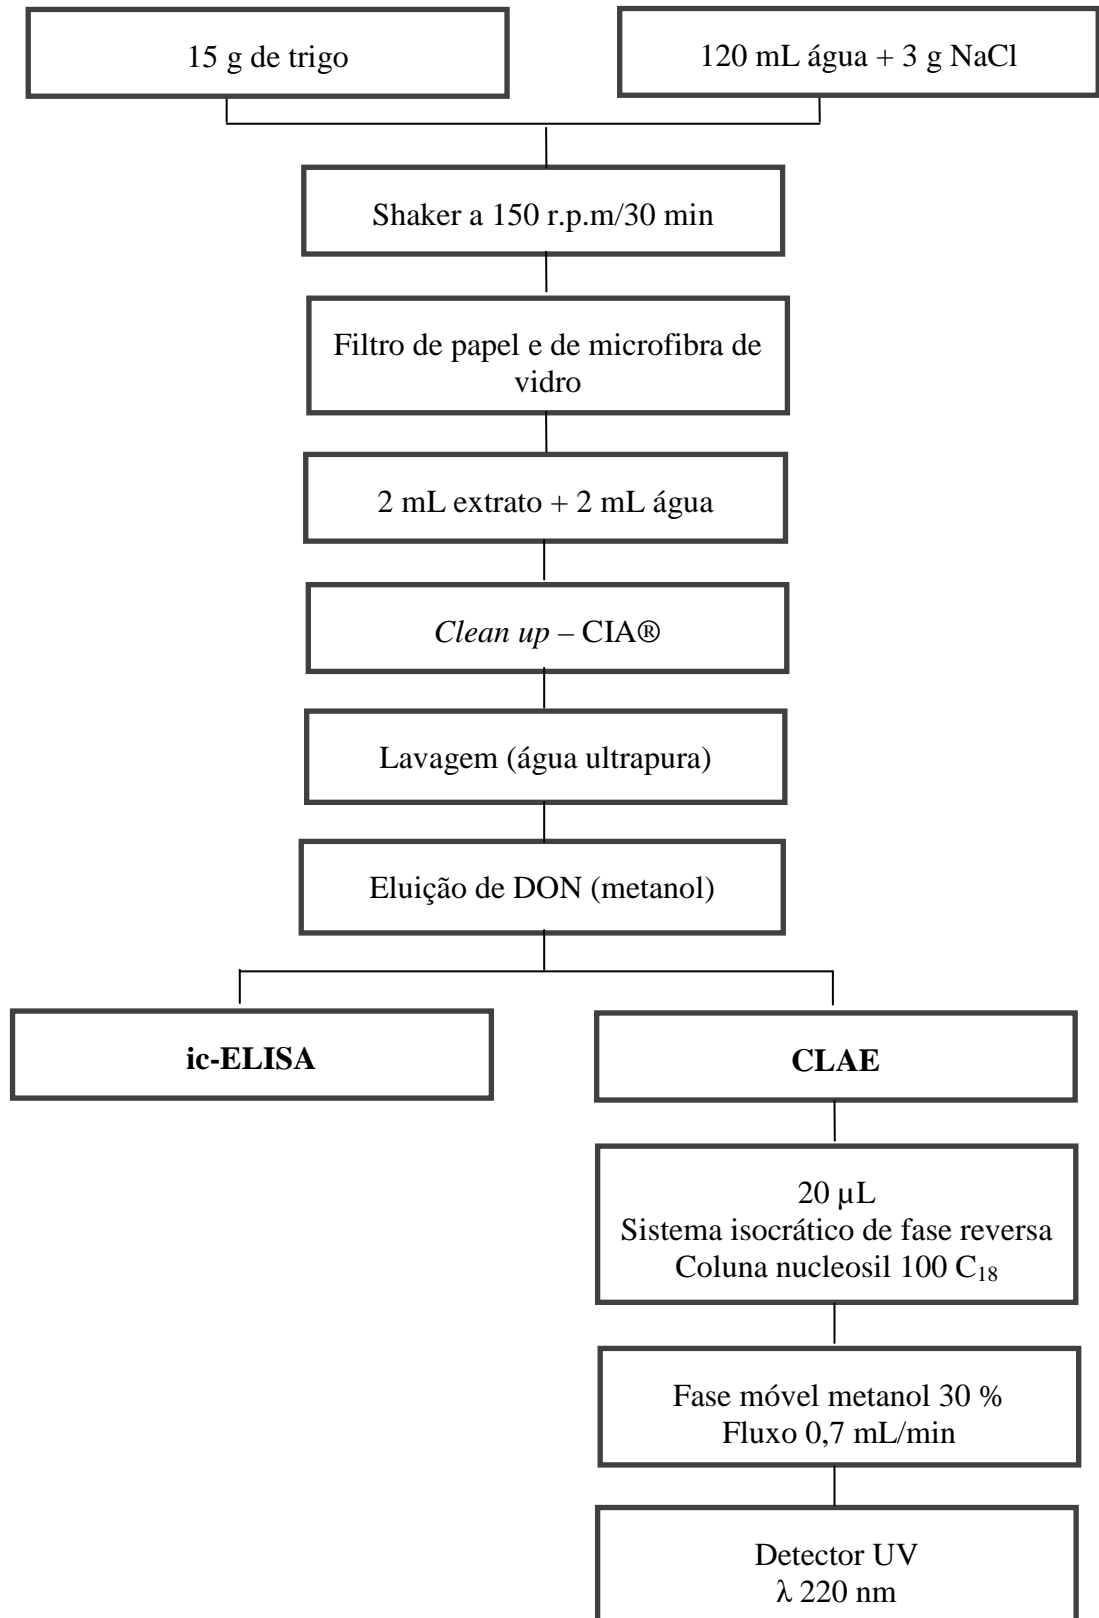 15 g de trigo
120 mL água + 3 g NaCl
Shaker a 150 r.p.m/30 min
Filtro de papel e de microfibra de
vidro
2 mL extrato + 2 mL água
Clean up – CIA®
Lavagem (água ultrapura)
Eluição de DON (metanol)
ic-ELISA
CLAE
20 µL
Sistema isocrático de fase reversa
Coluna nucleosil 100 C₁₈
Fase móvel metanol 30 %
Fluxo 0,7 mL/min
Detector UV
λ 220 nm